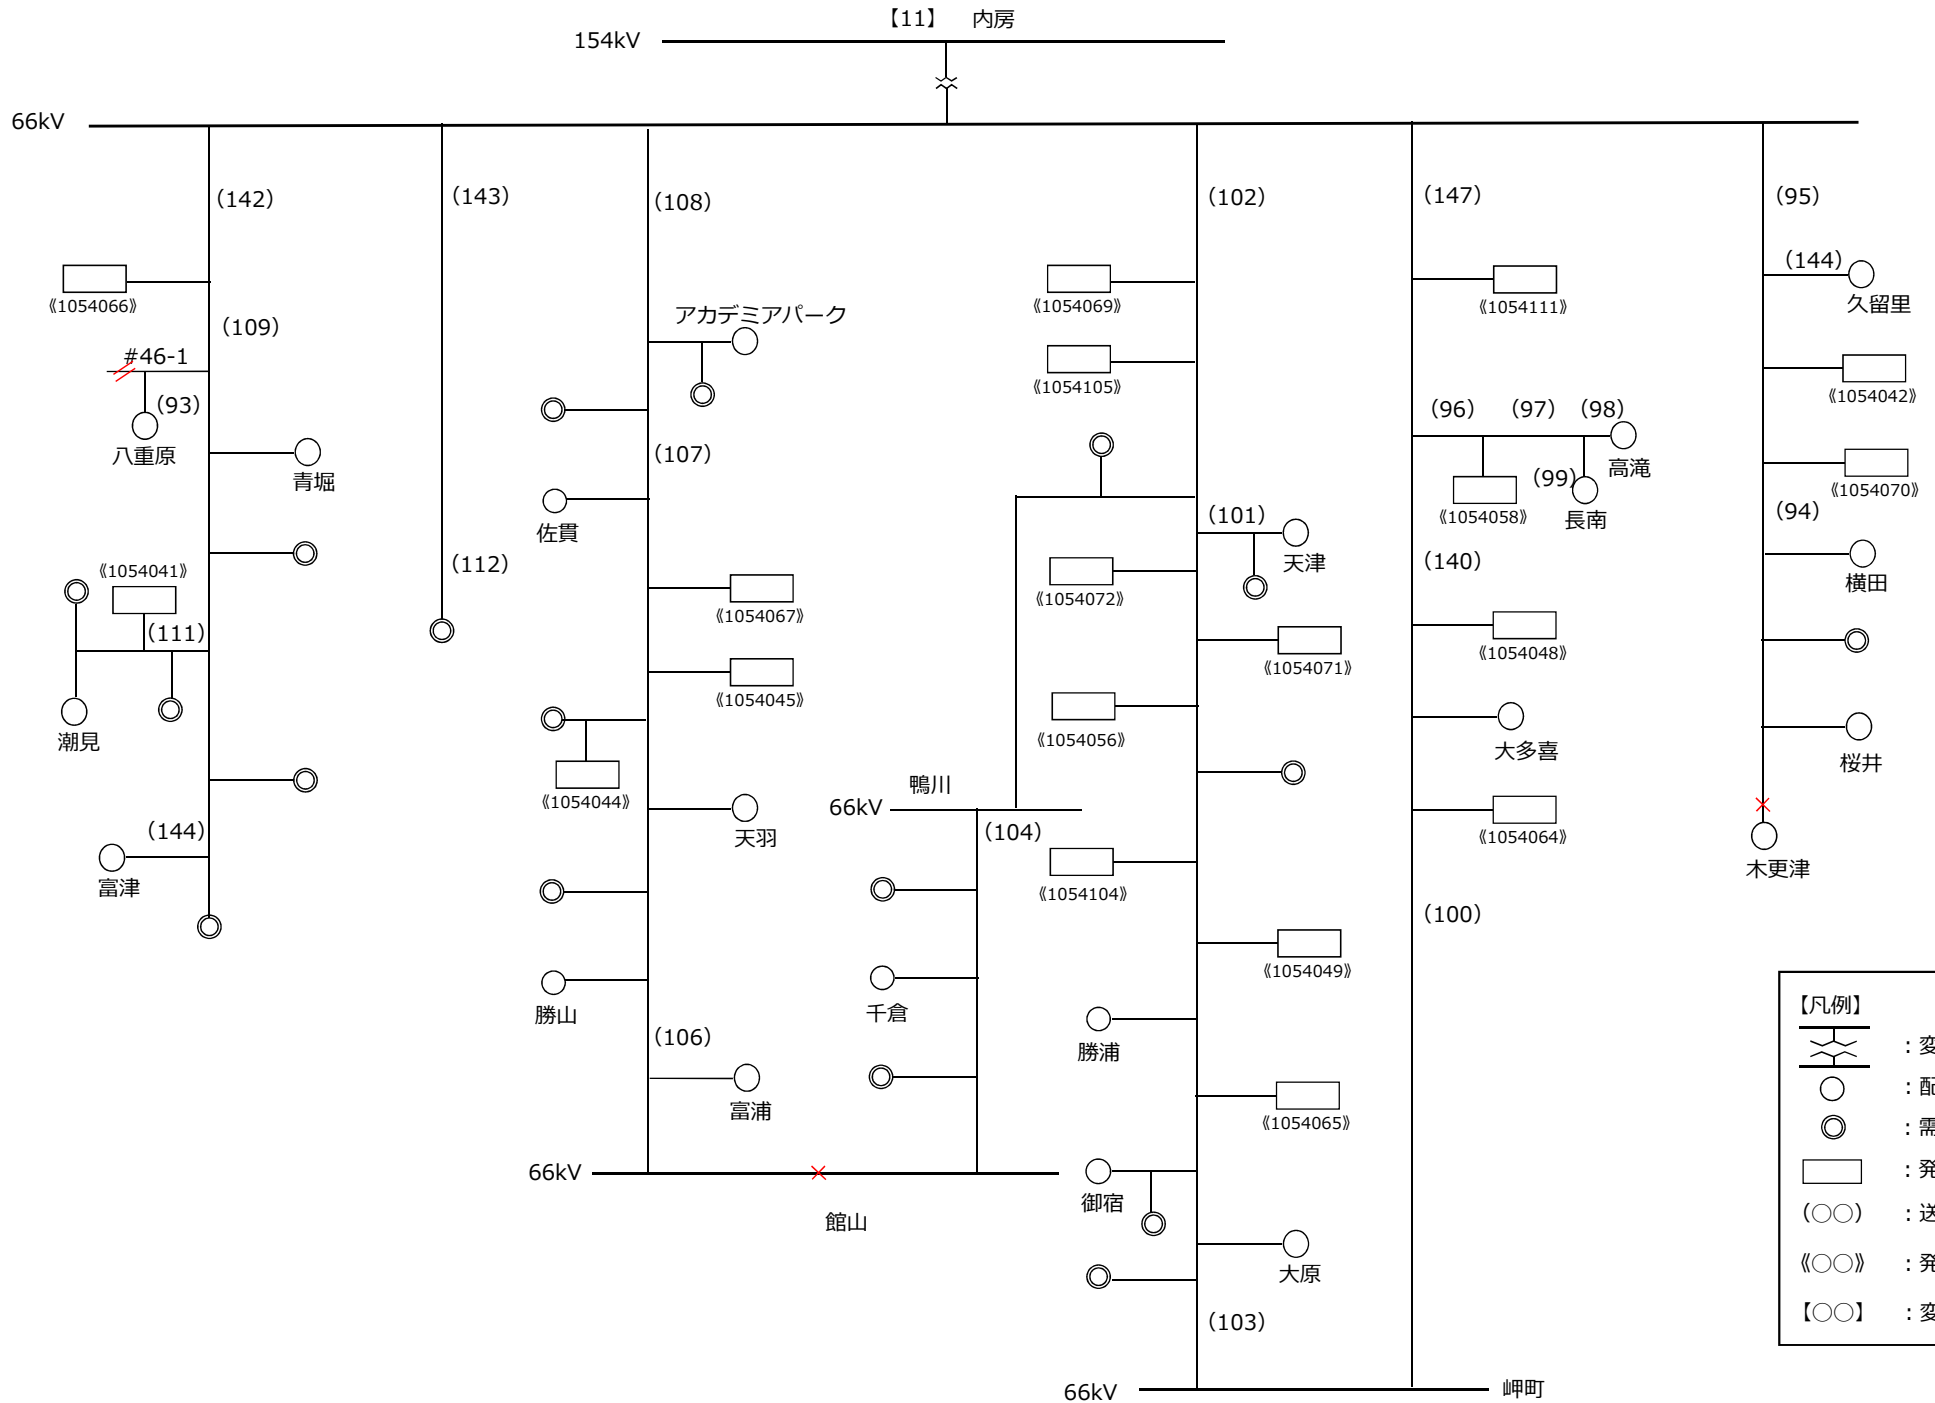 【11】　内房
154kV
66kV
（142）
（143）
（108）
（102）
（147）
（95）
（144）
久留里
《1054066》
《1054069》
《1054111》
（109）
アカデミアパーク
#46-1
《1054105》
《1054042》
（93）
八重原
青堀
（107）
（96）
（97）
（98）
高滝
（99）
《1054058》
長南
《1054070》
（94）
佐貫
（101）
天津
（112）
（140）
《1054041》
《1054072》
横田
《1054067》
（111）
《1054071》
《1054048》
《1054045》
潮見
《1054056》
大多喜
桜井
《1054044》
鴨川
66kV
（104）
天羽
（144）
富津
《1054064》
木更津
《1054104》
（100）
《1054049》
勝山
千倉
（106）
勝浦
富浦
《1054065》
66kV
館山
御宿
大原
（103）
66kV
岬町
【凡例】
：変
：配
：需
：発
（○○）　：送
《○○》　：発
【○○】　：変